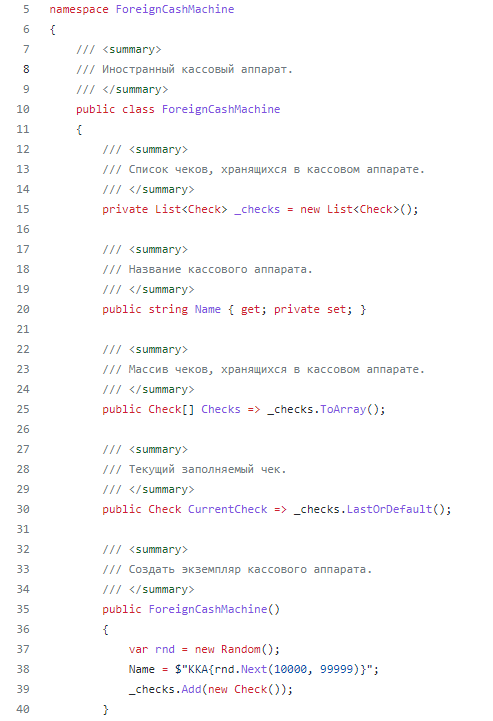 5 namespace ForeignCashMachine
6 {
7 /// <summary>
8 /// Иностранный кассовый аппарат.
9 /// </summary>
10 public class ForeignCashMachine
11 {
12 /// <summary>
13 /// Список чеков, хранящихся в кассовом аппарате.
14 /// </summary>
15 private List<Check> _checks = new List<Check>();
16
17 /// <summary>
18 /// Название кассового аппарата.
19 /// </summary>
20 public string Name { get; private set; }
21
22 /// <summary>
23 /// Массив чеков, хранящихся в кассовом аппарате.
24 /// </summary>
25 public Check[] Checks => _checks.ToArray();
26
27 /// <summary>
28 /// Текущий заполняемый чек.
29 /// </summary>
30 public Check CurrentCheck => _checks.LastOrDefault();
31
32 /// <summary>
33 /// Создать экземпляр кассового аппарата.
34 /// </summary>
35 public ForeignCashMachine()
36 {
37 var rnd = new Random();
38 Name = $"KKA{rnd.Next(10000, 99999)}";
39 _checks.Add(new Check());
40 }